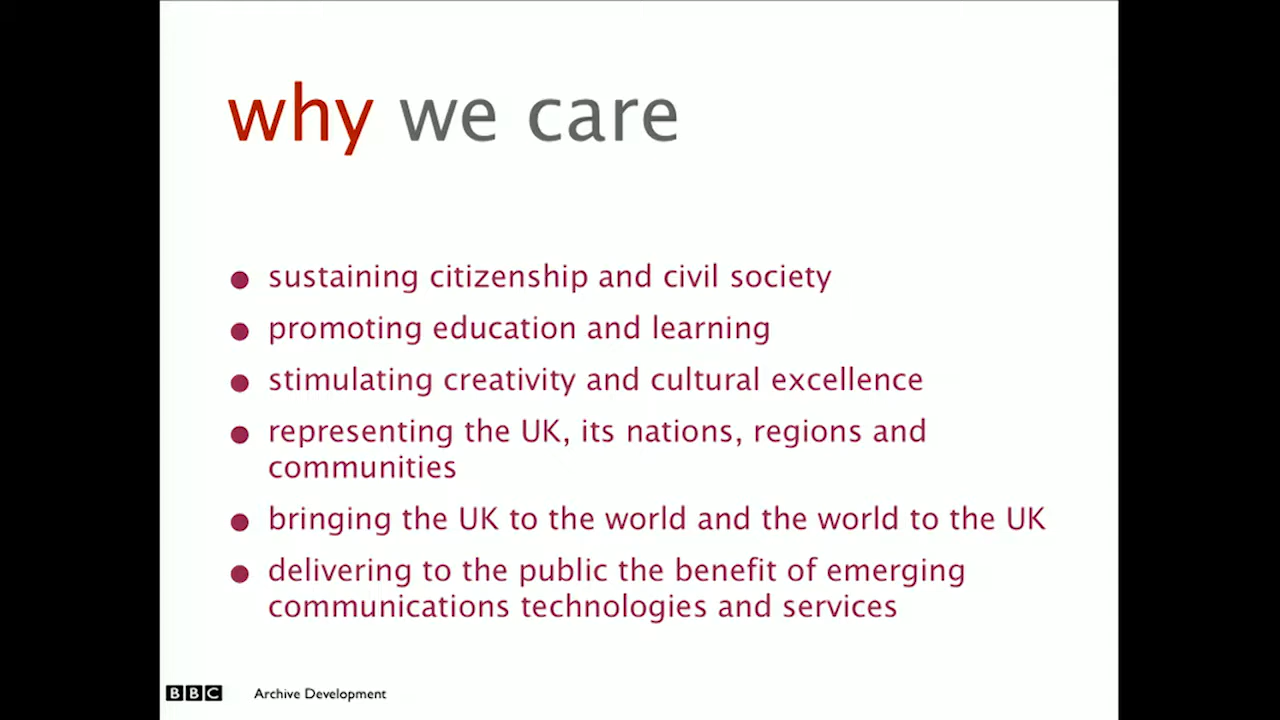 why we care
• sustaining citizenship and civil society
• promoting education and learning
• stimulating creativity and cultural excellence
• representing the UK, its nations, regions and
communities
• bringing the UK to the world and the world to the UK
• delivering to the public the benefit of emerging
communications technologies and services
BBC Archive Development